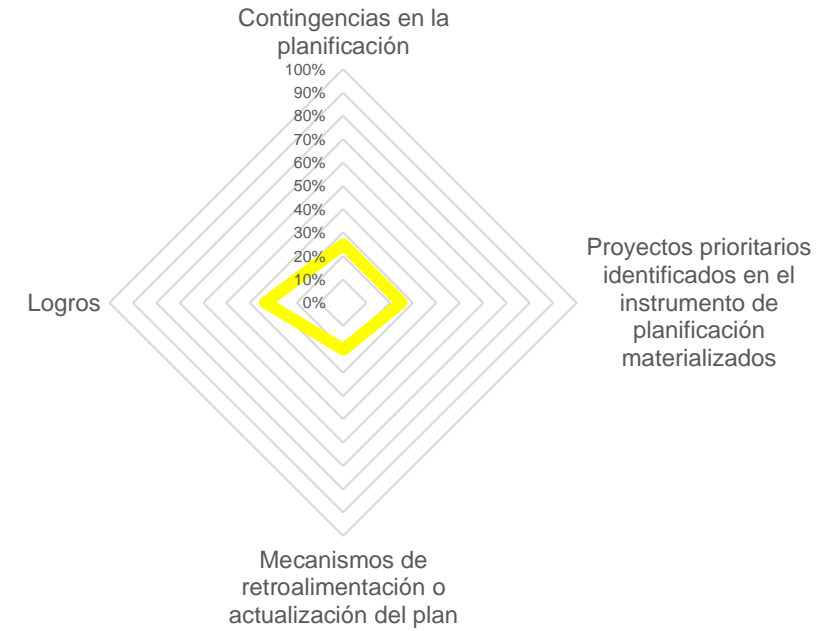 Contingencias en la
planificación
100%
90%
80%
70%
60%
50%
40%
30%
20%
10%
0%
Proyectos prioritarios
identificados en el
instrumento de
planificación
materializados
Logros
Mecanismos de
retroalimentación o
actualización del plan